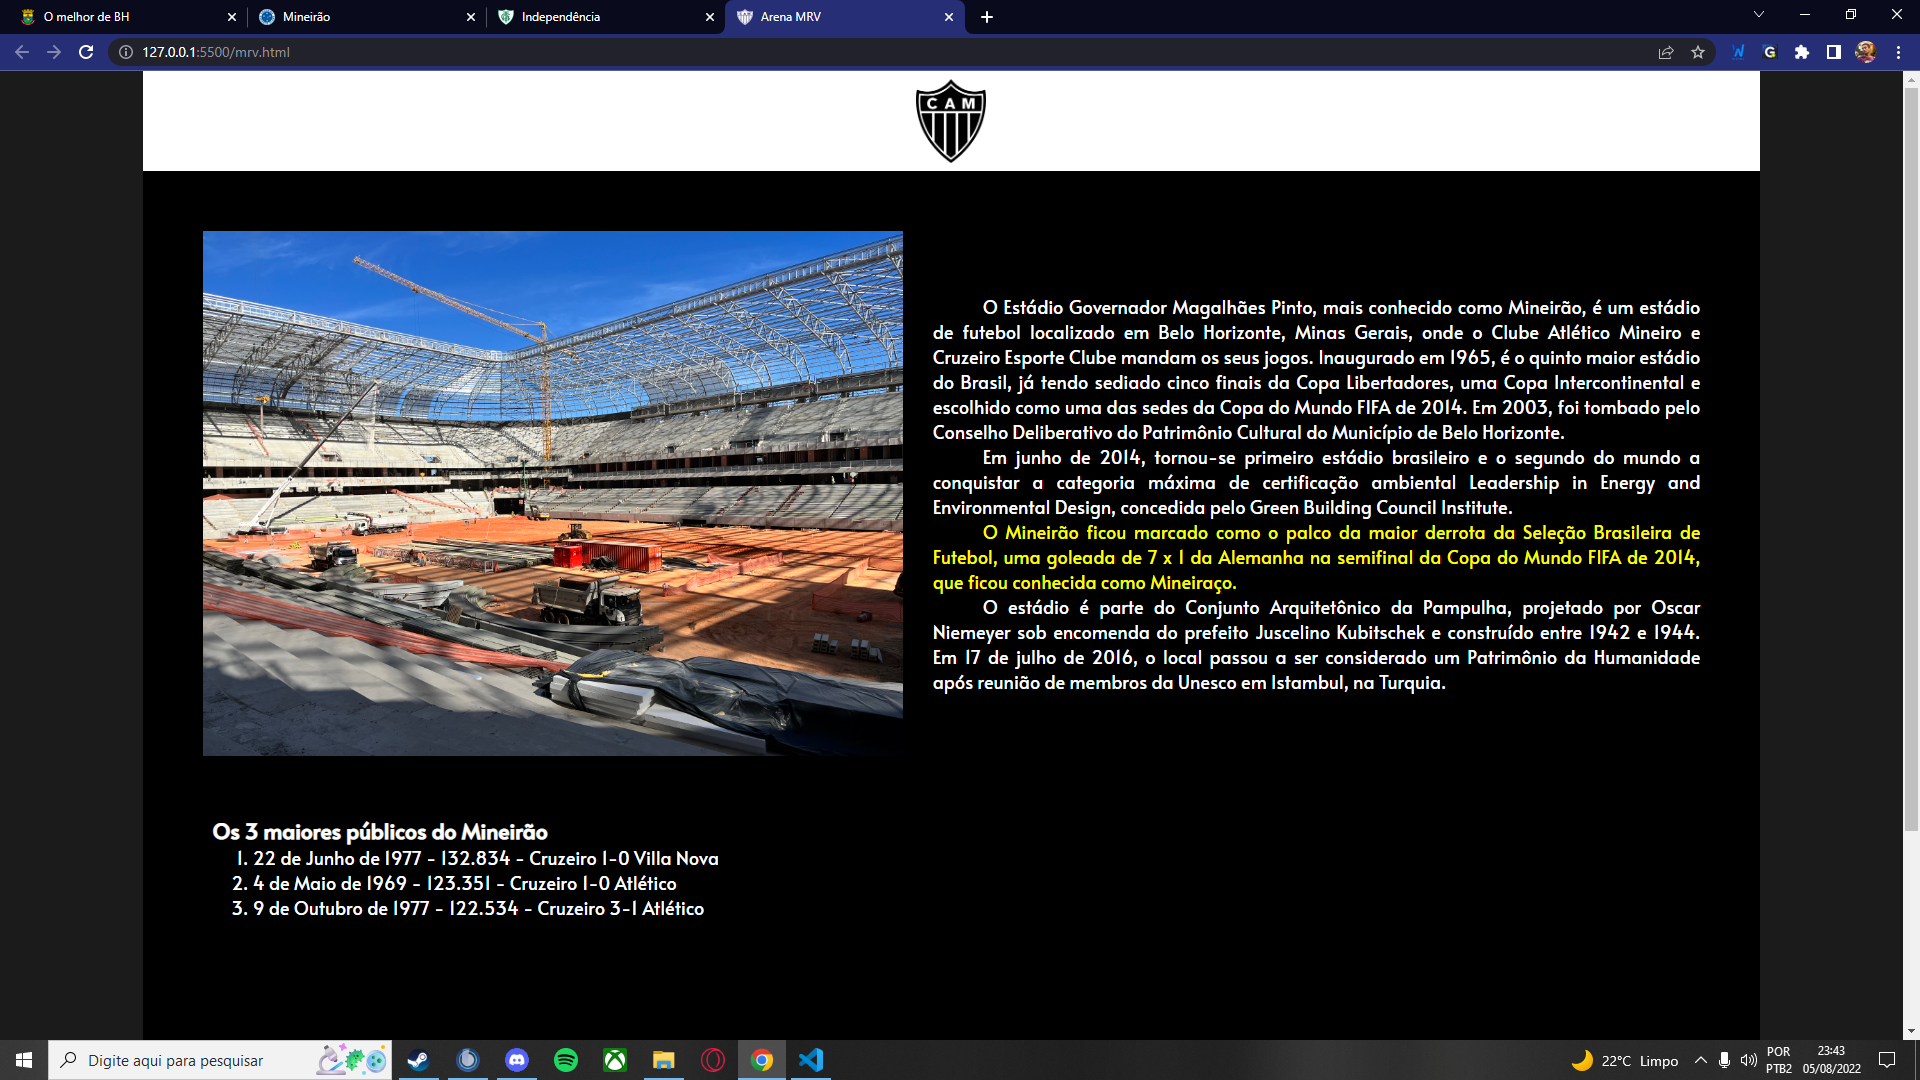 O melhor de BH
Mineirão
Independência
Arena MRV
127.0.0.1:5500/mrv.html
CAM
O Estádio Governador Magalhães Pinto, mais conhecido como Mineirão, é um estádio
de futebol localizado em Belo Horizonte, Minas Gerais, onde o Clube Atlético Mineiro e
Cruzeiro Esporte Clube mandam os seus jogos. Inaugurado em 1965, é o quinto maior estádio
do Brasil, já tendo sediado cinco finais da Copa Libertadores, uma Copa Intercontinental e
escolhido como uma das sedes da Copa do Mundo FIFA de 2014. Em 2003, foi tombado pelo
Conselho Deliberativo do Patrimônio Cultural do Município de Belo Horizonte.
Em junho de 2014, tornou-se primeiro estádio brasileiro e o segundo do mundo a
conquistar a categoria máxima de certificação ambiental Leadership in Energy and
Environmental Design, concedida pelo Green Building Council Institute.
O Mineirão ficou marcado como o palco da maior derrota da Seleção Brasileira de
Futebol, uma goleada de 7 x 1 da Alemanha na semifinal da Copa do Mundo FIFA de 2014,
que ficou conhecida como Mineiraço.
O estádio é parte do Conjunto Arquitetônico da Pampulha, projetado por Oscar
Niemeyer sob encomenda do prefeito Juscelino Kubitschek e construído entre 1942 e 1944.
Em 17 de julho de 2016, o local passou a ser considerado um Patrimônio da Humanidade
após reunião de membros da Unesco em Istambul, na Turquia.
Os 3 maiores públicos do Mineirão
1. 22 de Junho de 1977 - 132.834 - Cruzeiro 1-0 Villa Nova
2. 4 de Maio de 1969 - 123.351 - Cruzeiro 1-0 Atlético
3. 9 de Outubro de 1977 - 122.534 - Cruzeiro 3-1 Atlético
Digite aqui para pesquisar
22°C Limpo
POR
PTB2
23:43
05/08/2022